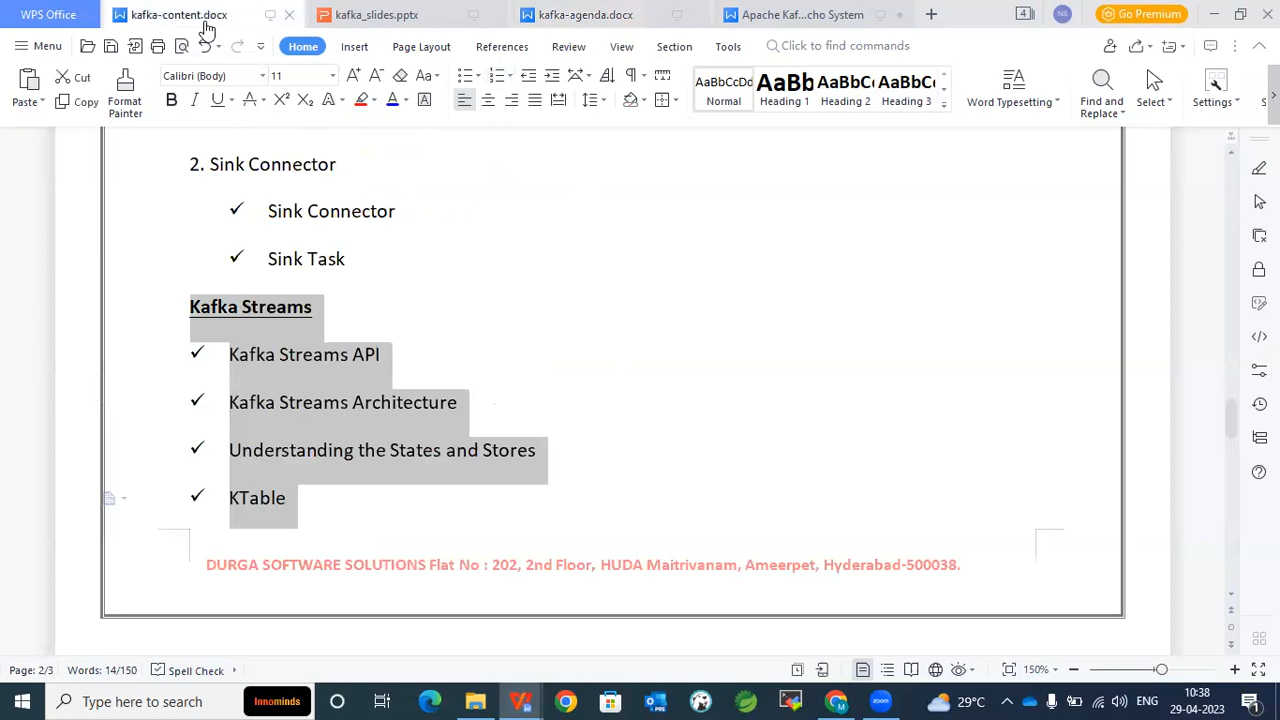 WPS Office
kafka-content.docx
kafka_slides.pptx
kafka-agenda.docx
Apache Kaf...cho System
4
Go Premium
Menu
Home
Insert
Page Layout
References
Review
View
Section
Tools
Click to find commands
Paste
Cut
Copy
Format
Painter
Calibri (Body)
11
AaBbCcDd
Normal
AaBb
Heading 1
AaBb(
Heading 2
AaBbC
Heading 3
Word Typesetting
Find and
Replace
Select
Settings
2. Sink Connector
✓ Sink Connector
✓ Sink Task
Kafka Streams
✓ Kafka Streams API
✓ Kafka Streams Architecture
✓ Understanding the States and Stores
✓ KTable
DURGA SOFTWARE SOLUTIONS Flat No : 202, 2nd Floor, HUDA Maitrivanam, Ameerpet, Hyderabad-500038.
Page: 2/3
Words: 14/150
Spell Check
150%
Type here to search
Innominds
29°C
ENG
10:38
29-04-2023